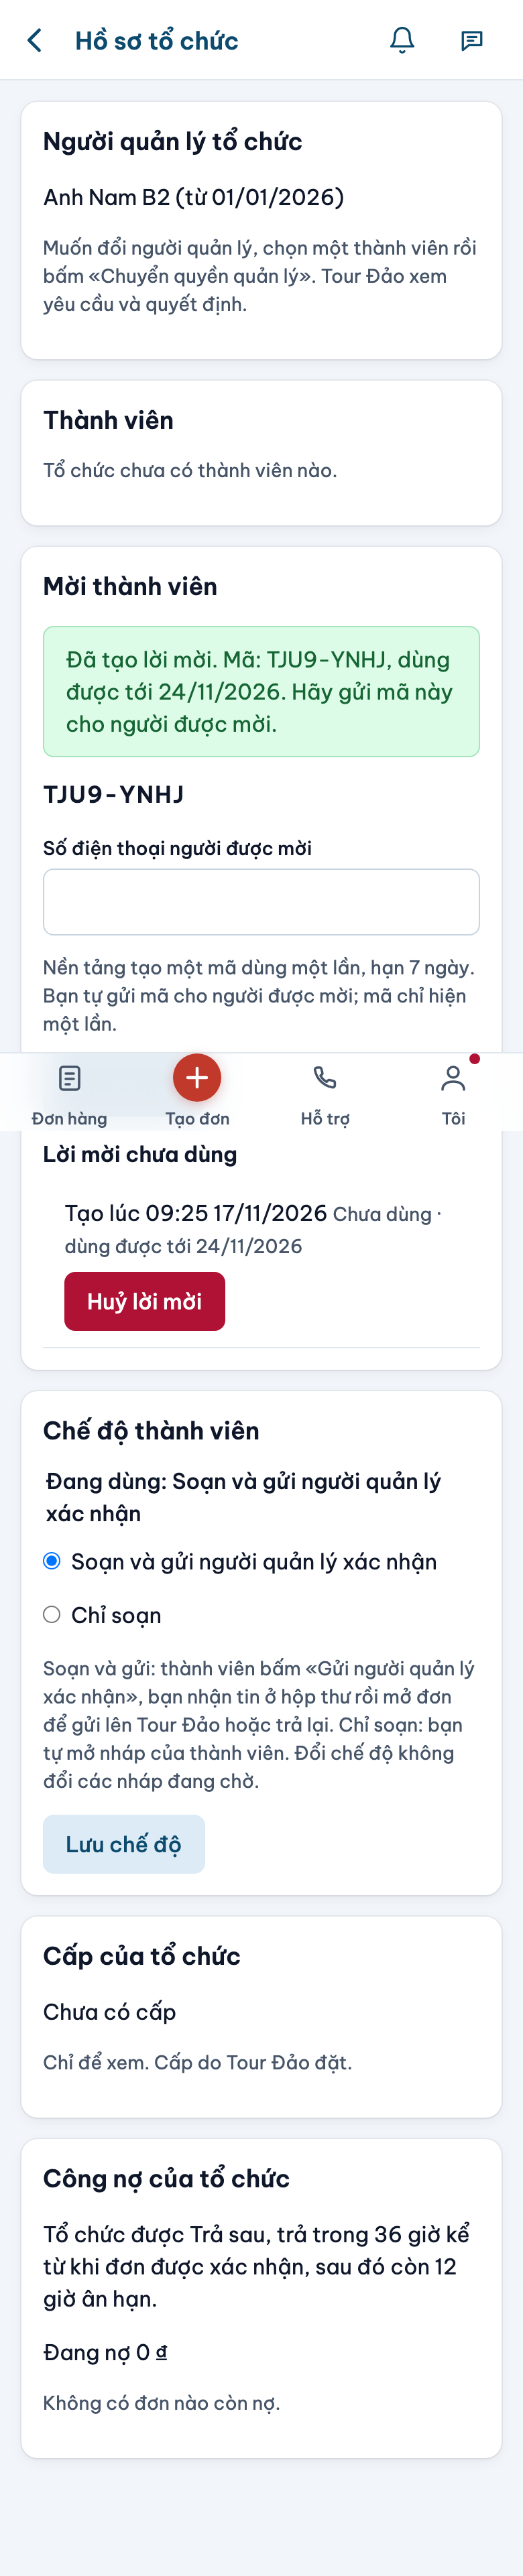 Hồ sơ tổ chức
Người quản lý tổ chức
Anh Nam B2 (từ 01/01/2026)
Muốn đổi người quản lý, chọn một thành viên rồi
bấm «Chuyển quyền quản lý». Tour Đảo xem
yêu cầu và quyết định.
Thành viên
Tổ chức chưa có thành viên nào.
Mời thành viên
Đã tạo lời mời. Mã: TJU9-YNHJ, dùng
được tới 24/11/2026. Hãy gửi mã này
cho người được mời.
TJU9-YNHJ
Số điện thoại người được mời
Nền tảng tạo một mã dùng một lần, hạn 7 ngày.
Bạn tự gửi mã cho người được mời; mã chỉ hiện
một lần.
Đơn hàng
Tạo đơn
Hỗ trợ
Tôi
Lời mời chưa dùng
Tạo lúc 09:25 17/11/2026 Chưa dùng ·
dùng được tới 24/11/2026
Huỷ lời mời
Chế độ thành viên
Đang dùng: Soạn và gửi người quản lý
xác nhận
Soạn và gửi người quản lý xác nhận
Chỉ soạn
Soạn và gửi: thành viên bấm «Gửi người quản lý
xác nhận», bạn nhận tin ở hộp thư rồi mở đơn
để gửi lên Tour Đảo hoặc trả lại. Chỉ soạn: bạn
tự mở nháp của thành viên. Đổi chế độ không
đổi các nháp đang chờ.
Lưu chế độ
Cấp của tổ chức
Chưa có cấp
Chỉ để xem. Cấp do Tour Đảo đặt.
Công nợ của tổ chức
Tổ chức được Trả sau, trả trong 36 giờ kể
từ khi đơn được xác nhận, sau đó còn 12
giờ ân hạn.
Đang nợ 0 ₫
Không có đơn nào còn nợ.